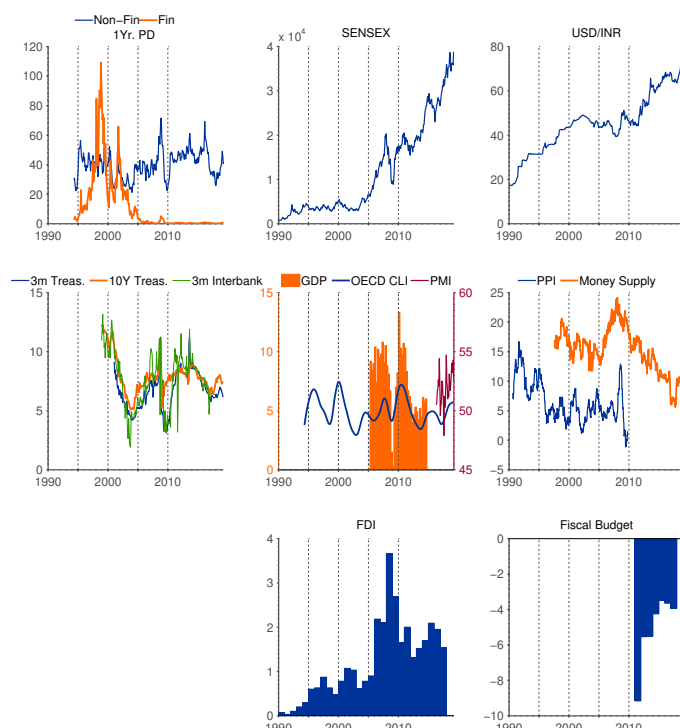 Non-Fin Fin
1Yr. PD
120
100
80
60
40
20
0
1990 2000 2010
SENSEX
4 × 10⁴
3
2
1
0
1990 2000 2010
USD/INR
80
60
40
20
0
1990 2000 2010
3m Treas. 10Y Treas. 3m Interbank
15
10
5
0
1990 2000 2010
GDP OECD CLI PMI
15
10
5
0
60
55
50
45
1990 2000 2010
PPI Money Supply
25
20
15
10
5
0
−5
1990 2000 2010
FDI
4
3
2
1
0
1990 2000 2010
Fiscal Budget
0
−2
−4
−6
−8
−10
1990 2000 2010